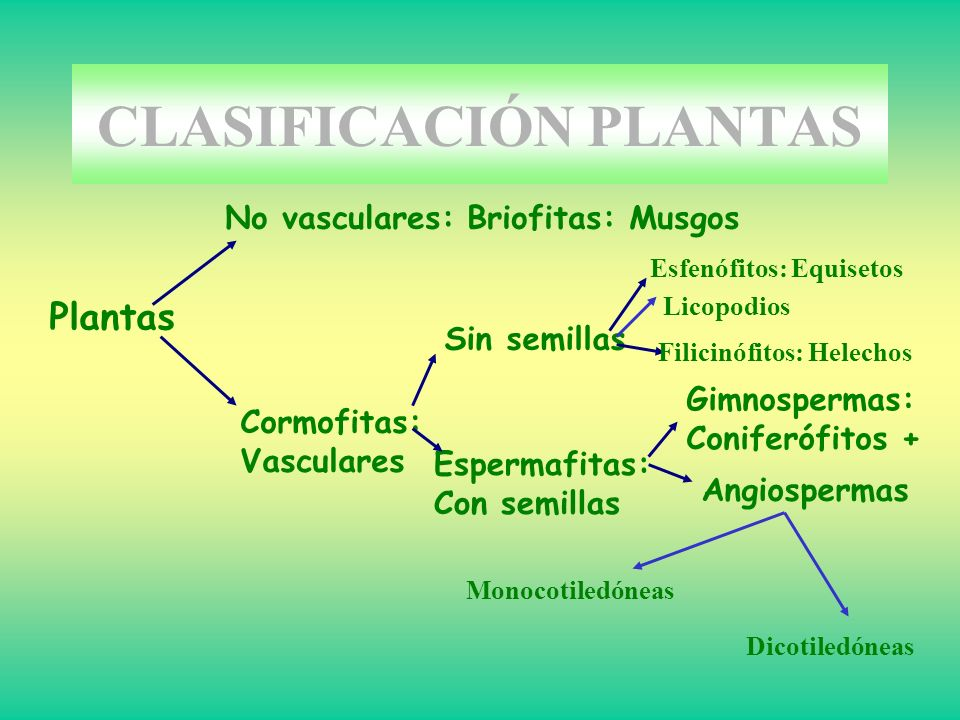 CLASIFICACIÓN PLANTAS
No vasculares: Briofitas: Musgos
Esfenófitos: Equisetos
Licopodios
Plantas
Sin semillas
Filicinófitos: Helechos
Gimnospermas:
Coniferófitos +
Cormofitas:
Vasculares
Espermafitas:
Con semillas
Angiospermas
Monocotiledóneas
Dicotiledóneas